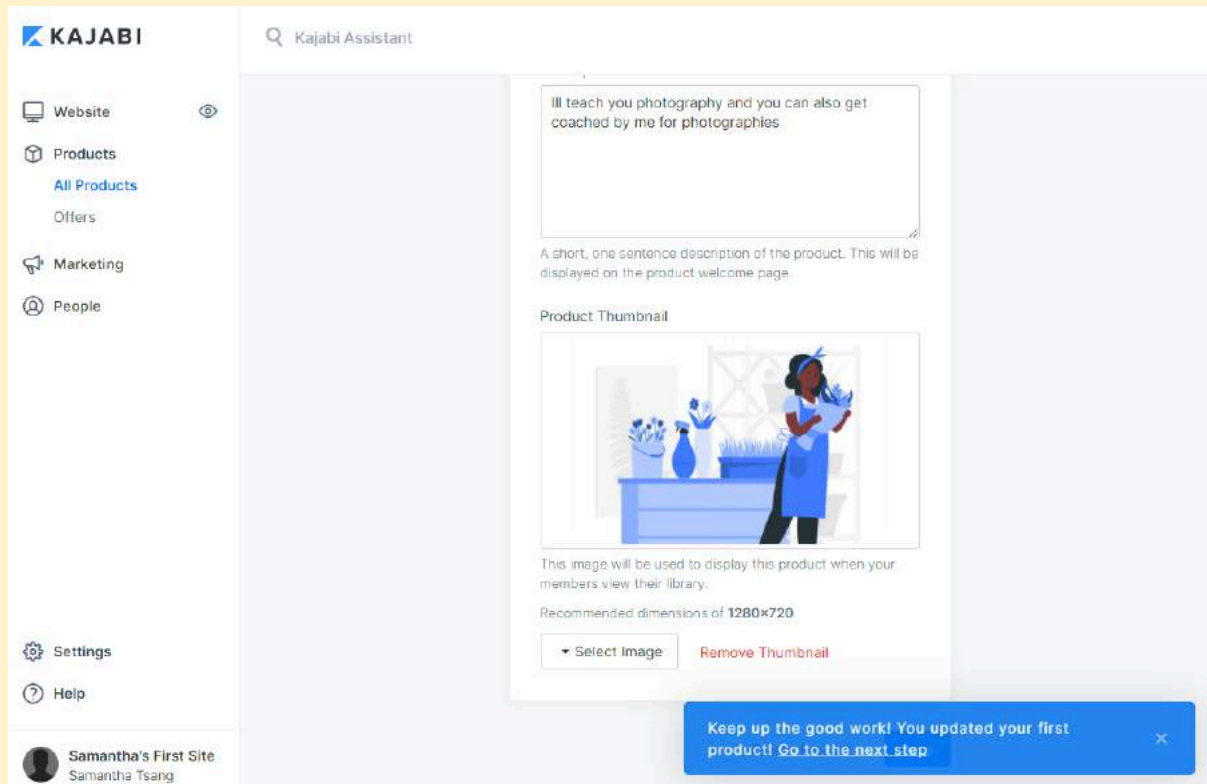 KAJABI
Kajabi Assistant
Website
Products
All Products
Offers
Marketing
People
Settings
Help
Samantha's First Site
Samantha Tsang
Ill teach you photography and you can also get
coached by me for photographies
A short, one sentence description of the product. This will be
displayed on the product welcome page.
Product Thumbnail
This image will be used to display this product when your
members view their library.
Recommended dimensions of 1280×720
Select Image
Remove Thumbnail
Keep up the good work! You updated your first
product! Go to the next step